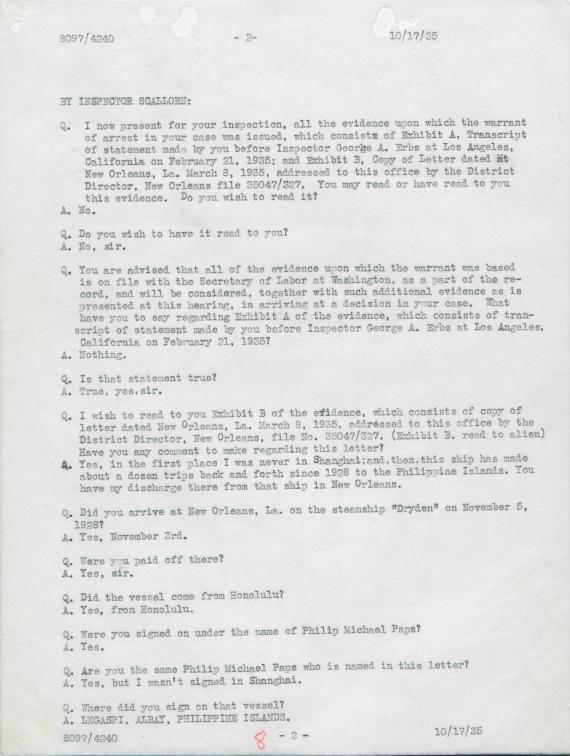 8097/4240 - 2- 10/17/35
BY INSPECTOR SCALLORN:
Q. I now present for your inspection, all the evidence upon which the warrant
of arrest in your case was issued, which consists of Exhibit A, Transcript
of statement made by you before Inspector George A. Erbs at Los Angeles,
California on February 21, 1935; and Exhibit B, Copy of Letter dated at
New Orleans, La. March 8, 1935, addressed to this office by the District
Director, New Orleans file 35047/327. You may read or have read to you
this evidence. Do you wish to read it?
A. No.
Q. Do you wish to have it read to you?
A. No, sir.
Q. You are advised that all of the evidence upon which the warrant was based
is on file with the Secretary of Labor at Washington, as a part of the re-
cord, and will be considered, together with such additional evidence as is
presented at this hearing, in arriving at a decision in your case. What
have you to say regarding Exhibit A of the evidence, which consists of tran-
script of statement made by you before Inspector George A. Erbs at Los Angeles,
California on February 21, 1935?
A. Nothing.
Q. Is that statement true?
A. True, yes,sir.
Q. I wish to read to you Exhibit B of the evidence, which consists of copy of
letter dated New Orleans, La. March 8, 1935, addressed to this office by the
District Director, New Orleans, file No. 35047/327. (Exhibit B. read to alien)
Have you any comment to make regarding this letter?
A. Yes, in the first place I was never in Shanghai;and,then,this ship has made
about a dozen trips back and forth since 1928 to the Philippine Islands. You
have my discharge there from that ship in New Orleans.
Q. Did you arrive at New Orleans, La. on the steamship "Dryden" on November 5,
1928?
A. Yes, November 3rd.
Q. Were you paid off there?
A. Yes, sir.
Q. Did the vessel come from Honolulu?
A. Yes, from Honolulu.
Q. Were you signed on under the name of Philip Michael Paps?
A. Yes.
Q. Are you the same Philip Michael Paps who is named in this letter?
A. Yes, but I wasn't signed in Shanghai.
Q. Where did you sign on that vessel?
A. LEGASPI, ALBAY, PHILIPPINE ISLANDS.
8097/4240 8 - 2 - 10/17/35